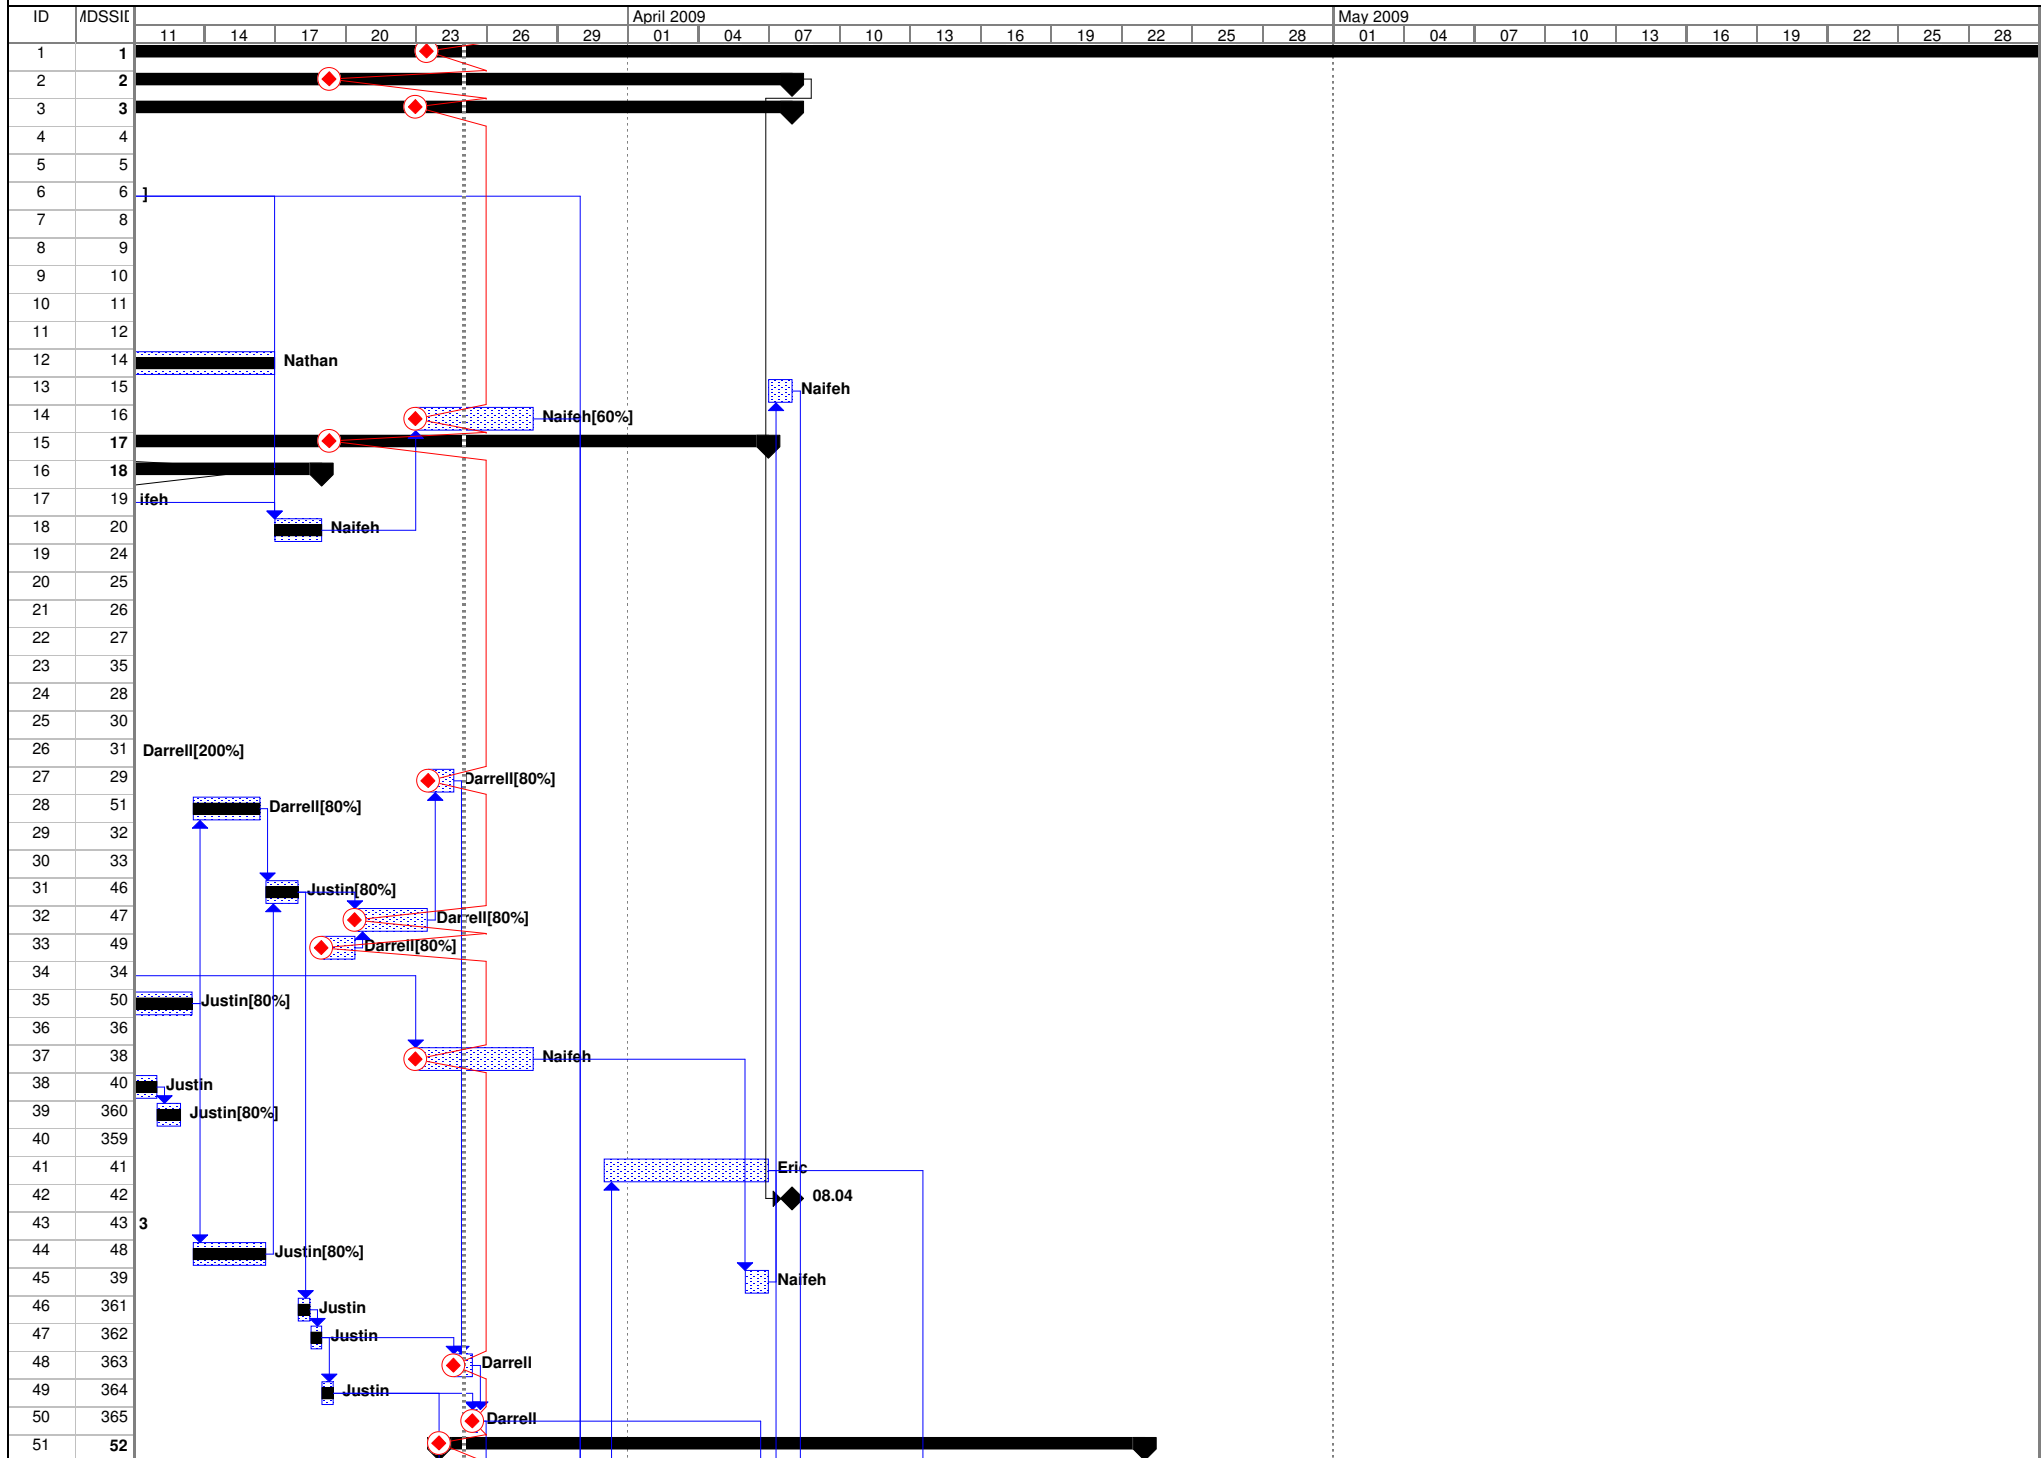 April 2009 May 2009
ID MDSSID 11 14 17 20 23 26 29 01 04 07 10 13 16 19 22 25 28 01 04 07 10 13 16 19 22 25 28
1 1
2 2
3 3
4 4
5 5
6 6 ]
7 8
8 9
9 10
10 11
11 12
12 14 Nathan
13 15 Naifeh
14 16 Naifeh[60%]
15 17
16 18
17 19 ifeh
18 20 Naifeh
19 24
20 25
21 26
22 27
23 35
24 28
25 30
26 31 Darrell[200%]
27 29 Darrell[80%]
28 51 Darrell[80%]
29 32
30 33
31 46 Justin[80%]
32 47 Darrell[80%]
33 49 Darrell[80%]
34 34
35 50 Justin[80%]
36 36
37 38 Naifeh
38 40 Justin
39 360 Justin[80%]
40 359
41 41 Eric
42 42 08.04
43 43 3
44 48 Justin[80%]
45 39 Naifeh
46 361 Justin
47 362 Justin
48 363 Darrell
49 364 Justin
50 365 Darrell
51 52